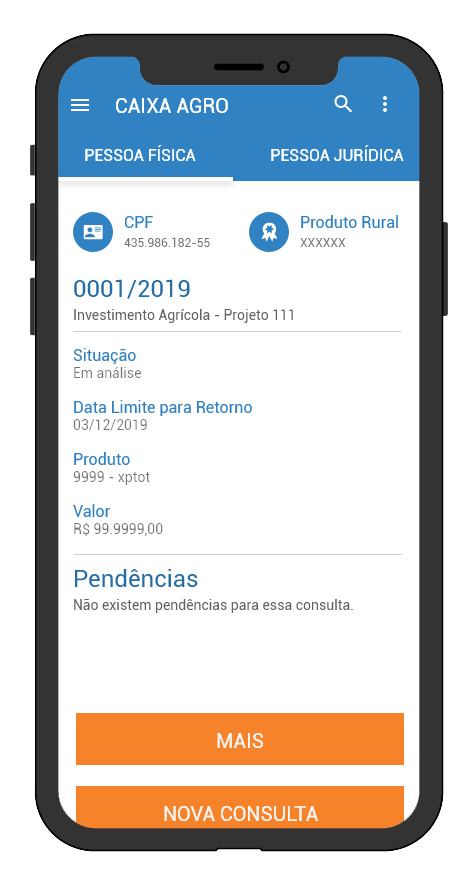 CAIXA AGRO
PESSOA FÍSICA
PESSOA JURÍDICA
CPF
435.986.182-55
Produto Rural
XXXXXX
0001/2019
Investimento Agrícola - Projeto 111
Situação
Em análise
Data Limite para Retorno
03/12/2019
Produto
9999 - xptot
Valor
R$ 99.9999,00
Pendências
Não existem pendências para essa consulta.
MAIS
NOVA CONSULTA